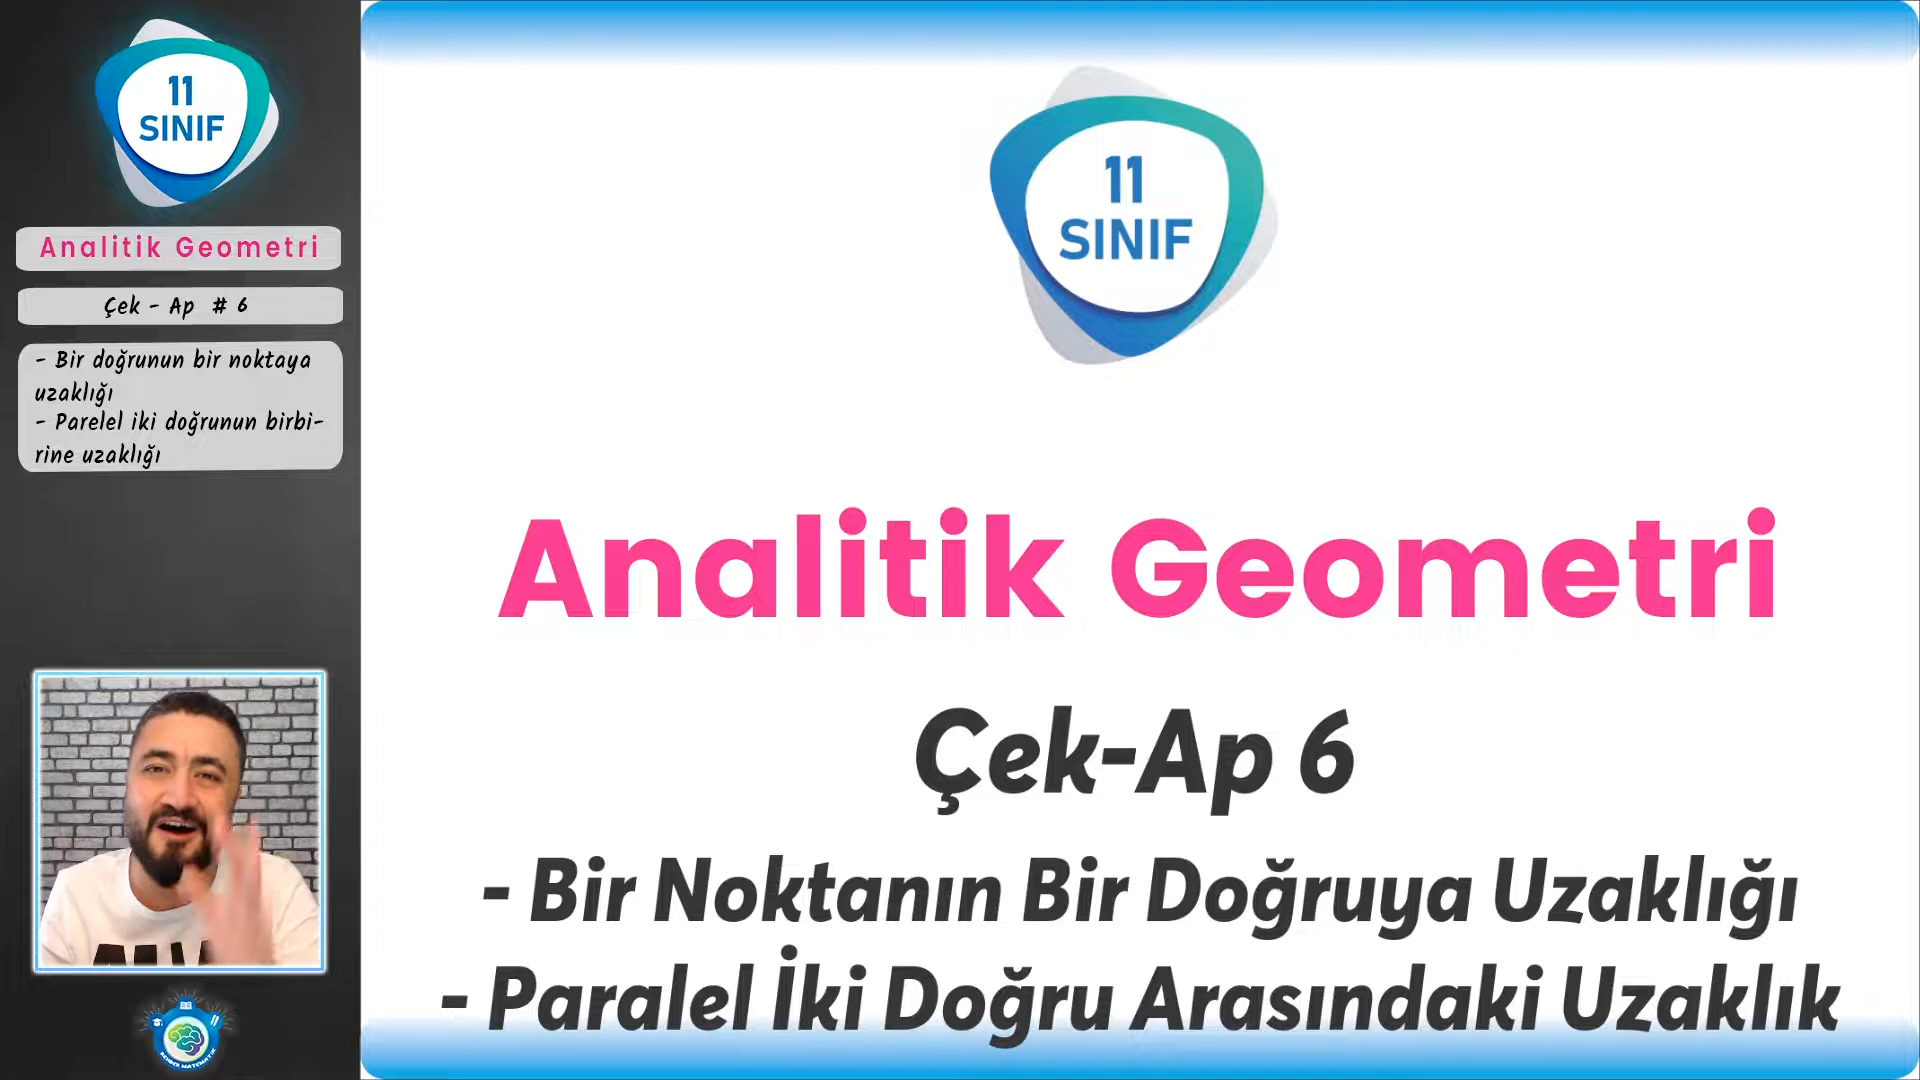 11
SINIF
Analitik Geometri
Çek - Ap # 6
- Bir doğrunun bir noktaya
uzaklığı
- Parelel iki doğrunun birbi-
rine uzaklığı
11
SINIF
Analitik Geometri
Çek-Ap 6
- Bir Noktanın Bir Doğruya Uzaklığı
- Paralel İki Doğru Arasındaki Uzaklık